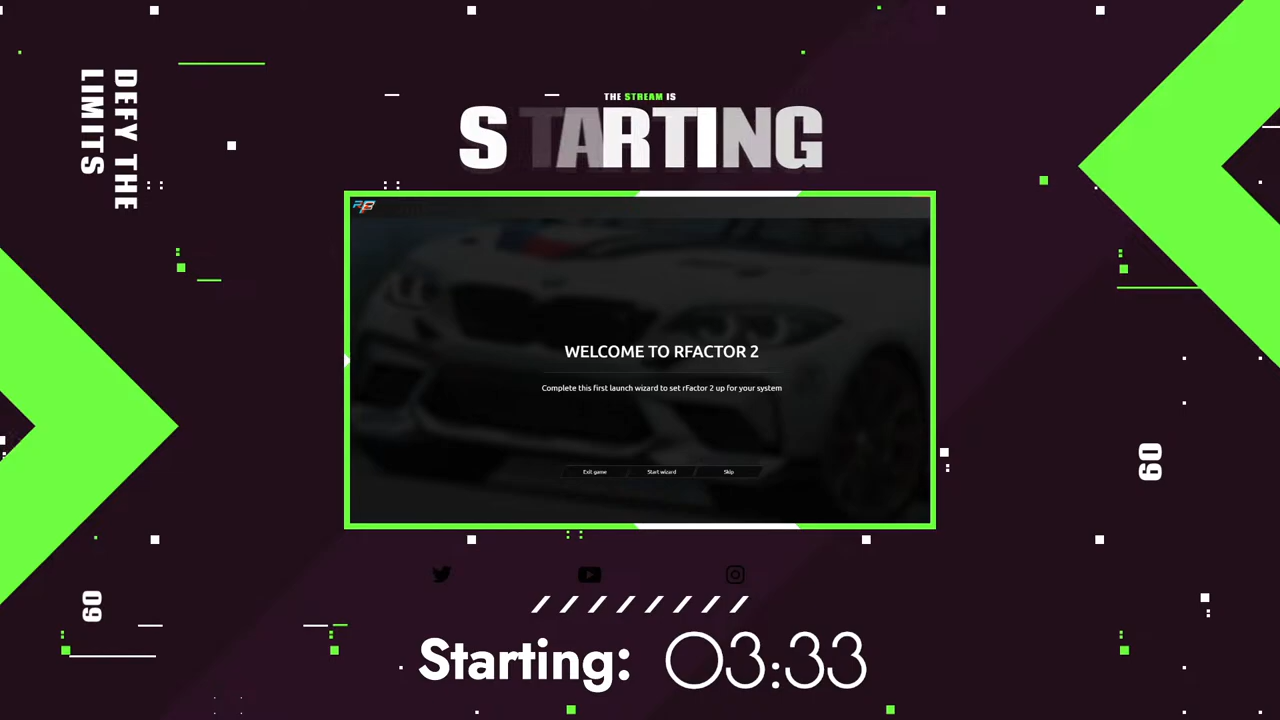 DEFY THE
LIMITS
THE STREAM IS
STARTING
rF2
WELCOME TO RFACTOR 2
Complete this first launch wizard to set rFactor 2 up for your system
Exit game
Start wizard
Skip
09
09
Starting: 03:33